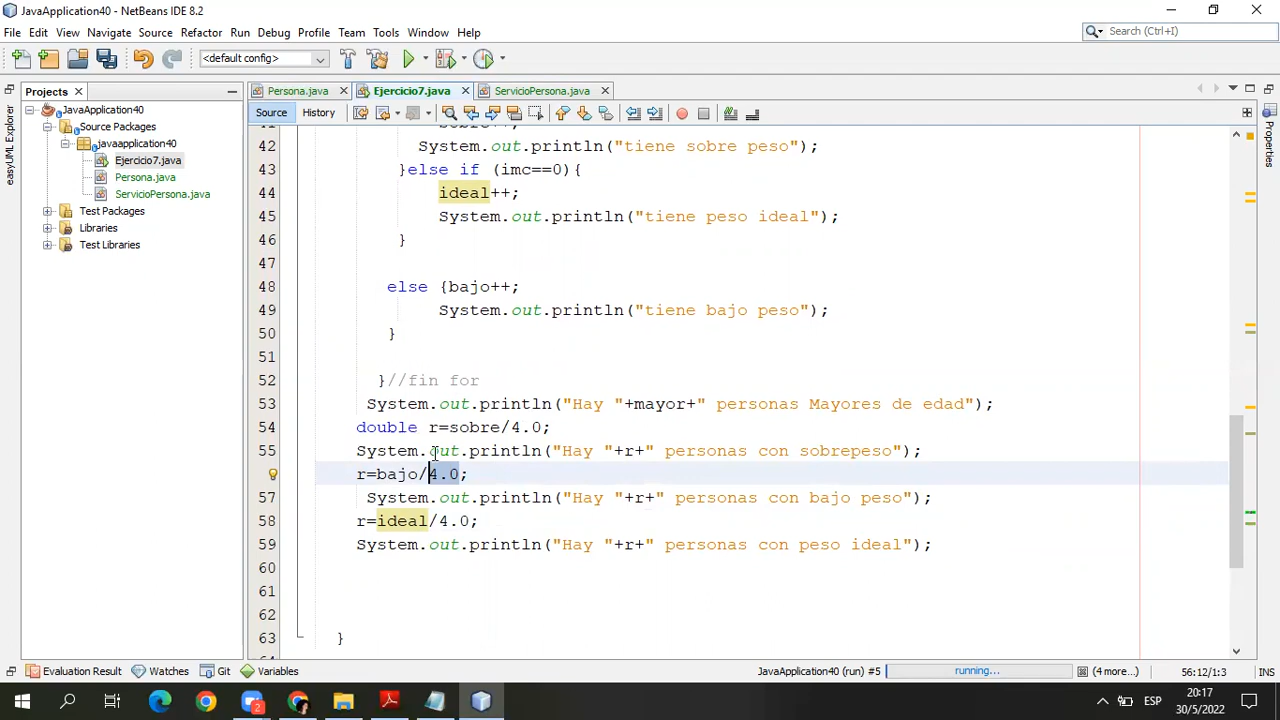 JavaApplication40 - NetBeans IDE 8.2
File Edit View Navigate Source Refactor Run Debug Profile Team Tools Window Help
Search (Ctrl+I)
<default config>
Projects
Persona.java Ejercicio7.java ServicioPersona.java
easyUML Explorer
Properties
Source History
JavaApplication40
Source Packages
javaapplication40
Ejercicio7.java
Persona.java
ServicioPersona.java
Test Packages
Libraries
Test Libraries
41 sobre++;
42 System.out.println("tiene sobre peso");
43 }else if (imc==0){
44 ideal++;
45 System.out.println("tiene peso ideal");
46 }
47
48 else {bajo++;
49 System.out.println("tiene bajo peso");
50 }
51
52 }//fin for
53 System.out.println("Hay "+mayor+" personas Mayores de edad");
54 double r=sobre/4.0;
55 System.out.println("Hay "+r+" personas con sobrepeso");
r=bajo/4.0;
57 System.out.println("Hay "+r+" personas con bajo peso");
58 r=ideal/4.0;
59 System.out.println("Hay "+r+" personas con peso ideal");
60
61
62
63 }
Evaluation Result Watches Git Variables
JavaApplication40 (run) #5 running... (4 more...) 56:12/1:3 INS
2 ESP 20:17
30/5/2022